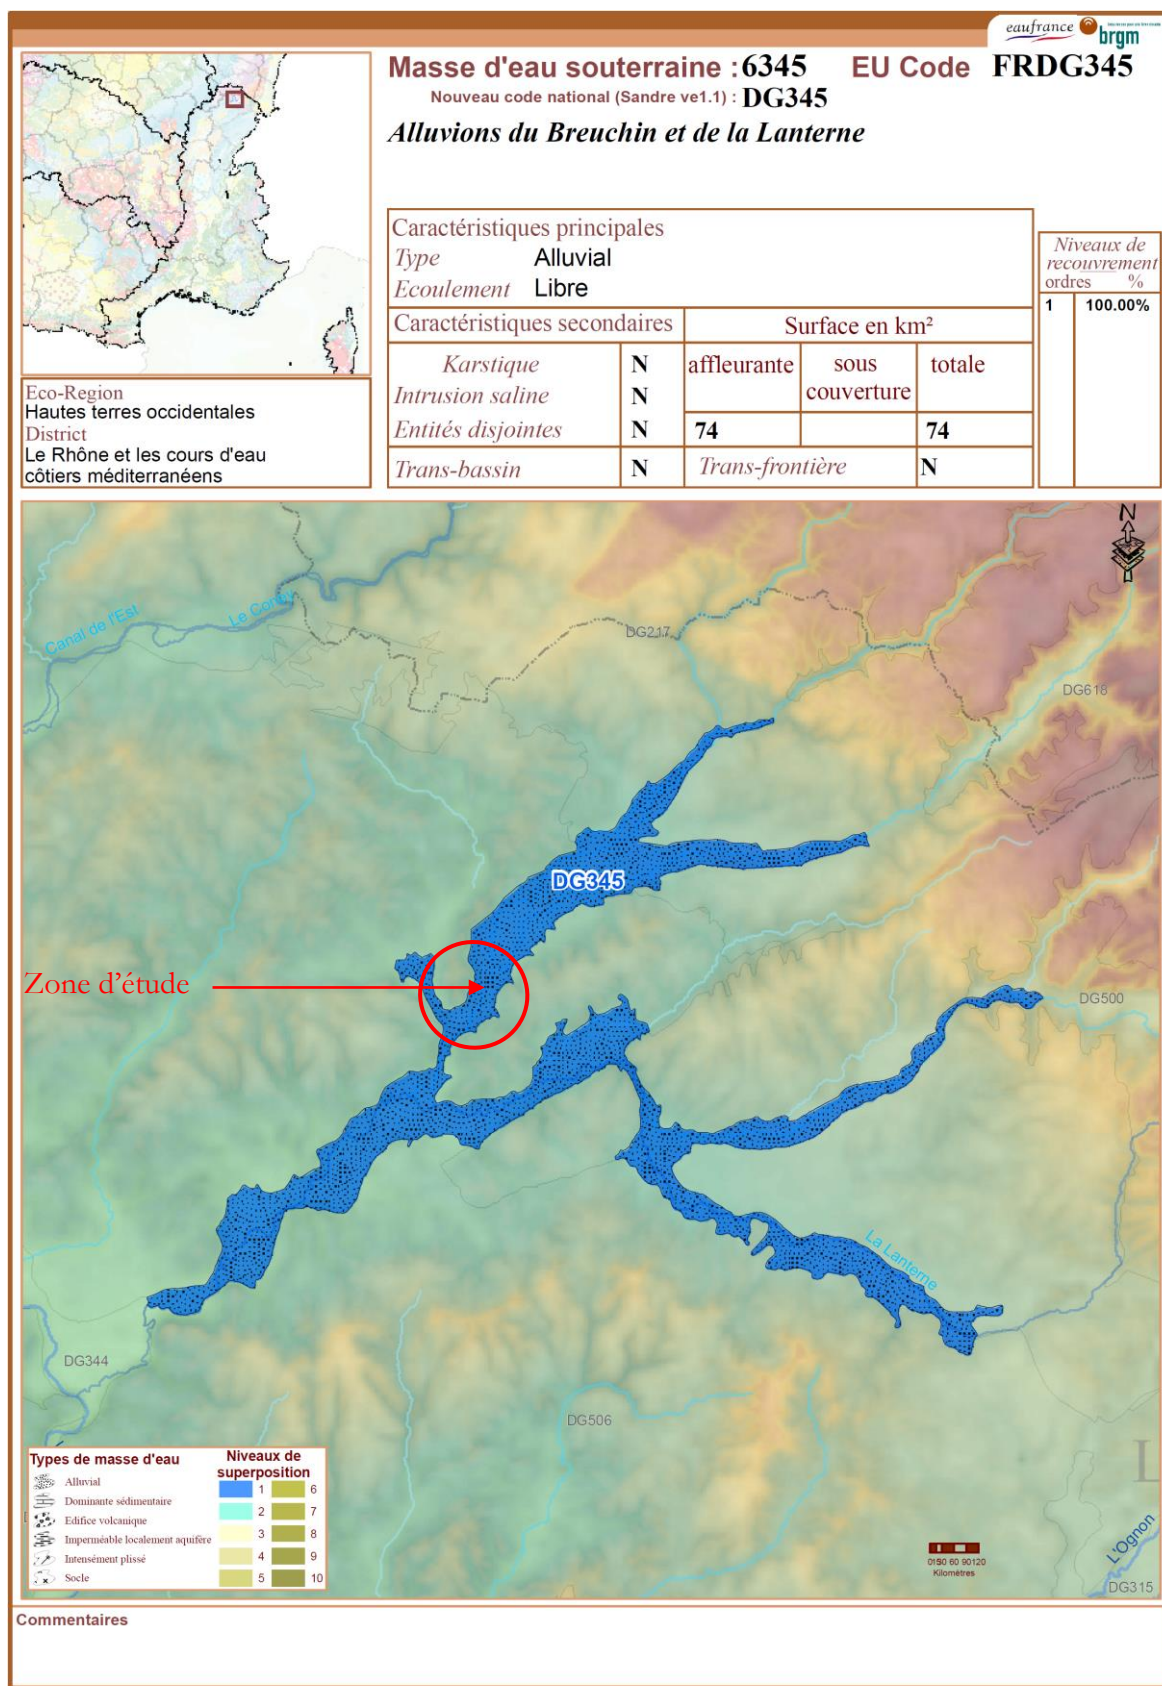 eaufrance
brgm
Masse d'eau souterraine : 6345 EU Code FRDG345
Nouveau code national (Sandre ve1.1) : DG345
Alluvions du Breuchin et de la Lanterne
Eco-Region
Hautes terres occidentales
District
Le Rhône et les cours d'eau
côtiers méditerranéens
Caractéristiques principales
Type Alluvial
Ecoulement Libre
Caractéristiques secondaires Surface en km²
Karstique N affleurante sous couverture totale
Intrusion saline N
Entités disjointes N 74 74
Trans-bassin N Trans-frontière N
Niveaux de
recouvrement
ordres %
1 100.00%
N
Canal de l'Est
Le Coney
DG217
DG618
DG345
Zone d'étude
DG500
La Lanterne
DG344
DG506
L
L'Ognon
DG315
Types de masse d'eau
Alluvial
Dominante sédimentaire
Edifice volcanique
Imperméable localement aquifère
Intensément plissé
Socle
Niveaux de
superposition
1 6
2 7
3 8
4 9
5 10
0150 60 90120
Kilomètres
Commentaires